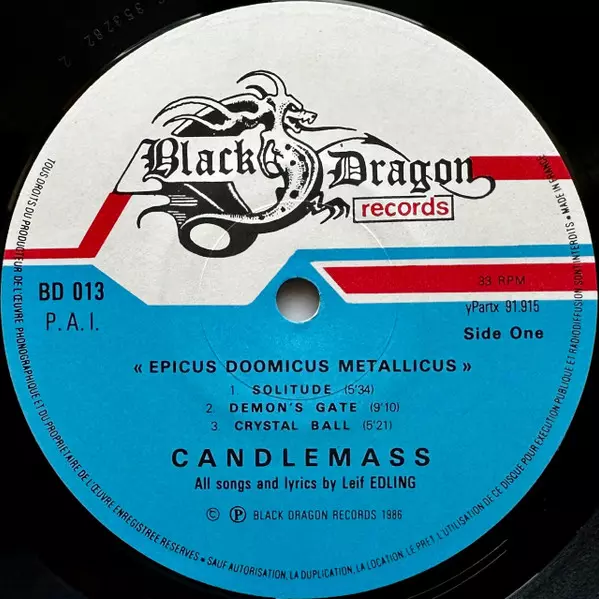 Black Dragon
records
BD 013
P.A.I.
33 RPM
yPartx 91.915
Side One
« EPICUS DOOMICUS METALLICUS »
1. SOLITUDE (5'34)
2. DEMON'S GATE (9'10)
3. CRYSTAL BALL (5'21)
CANDLEMASS
All songs and lyrics by Leif EDLING
© ℗ BLACK DRAGON RECORDS 1986
TOUS DROITS DU PRODUCTEUR DE L'ŒUVRE PHONOGRAPHIQUE ET DU PROPRIETAIRE DE L'ŒUVRE ENREGISTREE RESERVES • SAUF AUTORISATION, LA DUPLICATION, LA LOCATION, LE PRET, L'UTILISATION DE CE DISQUE POUR EXECUTION PUBLIQUE ET RADIODIFFUSION SONT INTERDITS • MADE IN FRANCE